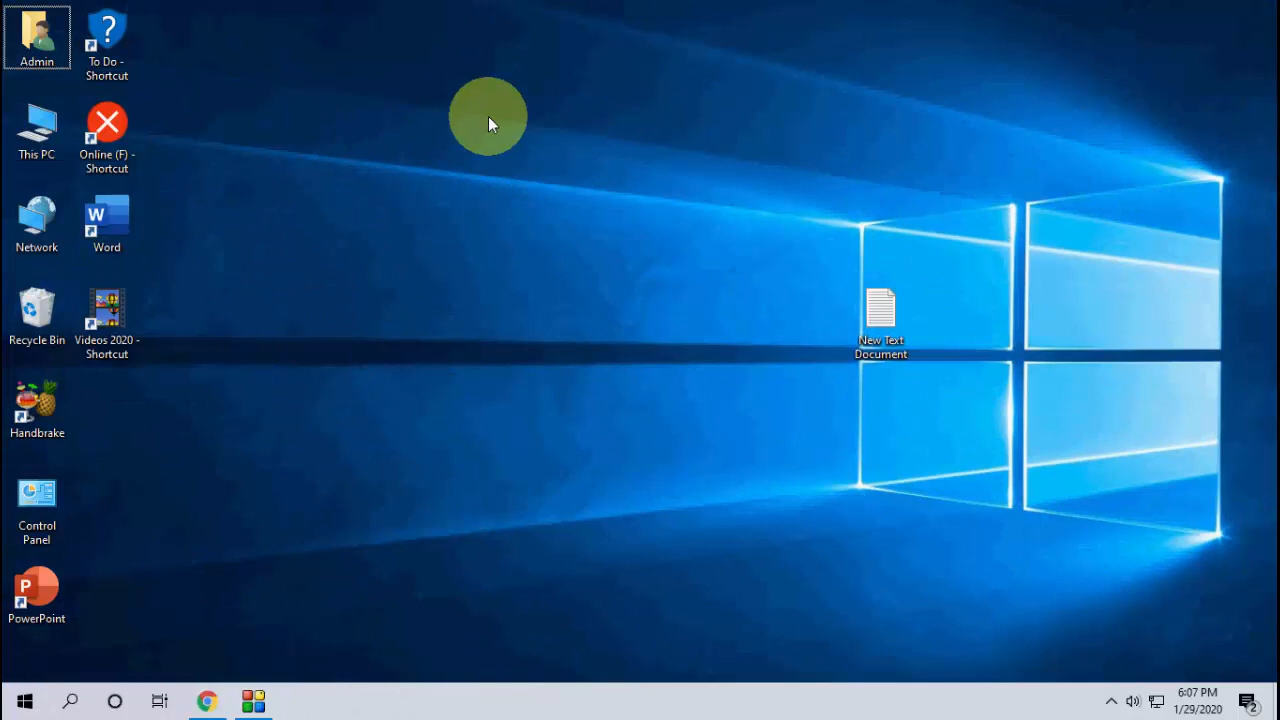 Admin
To Do -
Shortcut
This PC
Online (F) -
Shortcut
Network
W
Word
Recycle Bin
Videos 2020 -
Shortcut
New Text
Document
Handbrake
Control
Panel
P
PowerPoint
6:07 PM
1/29/2020
2